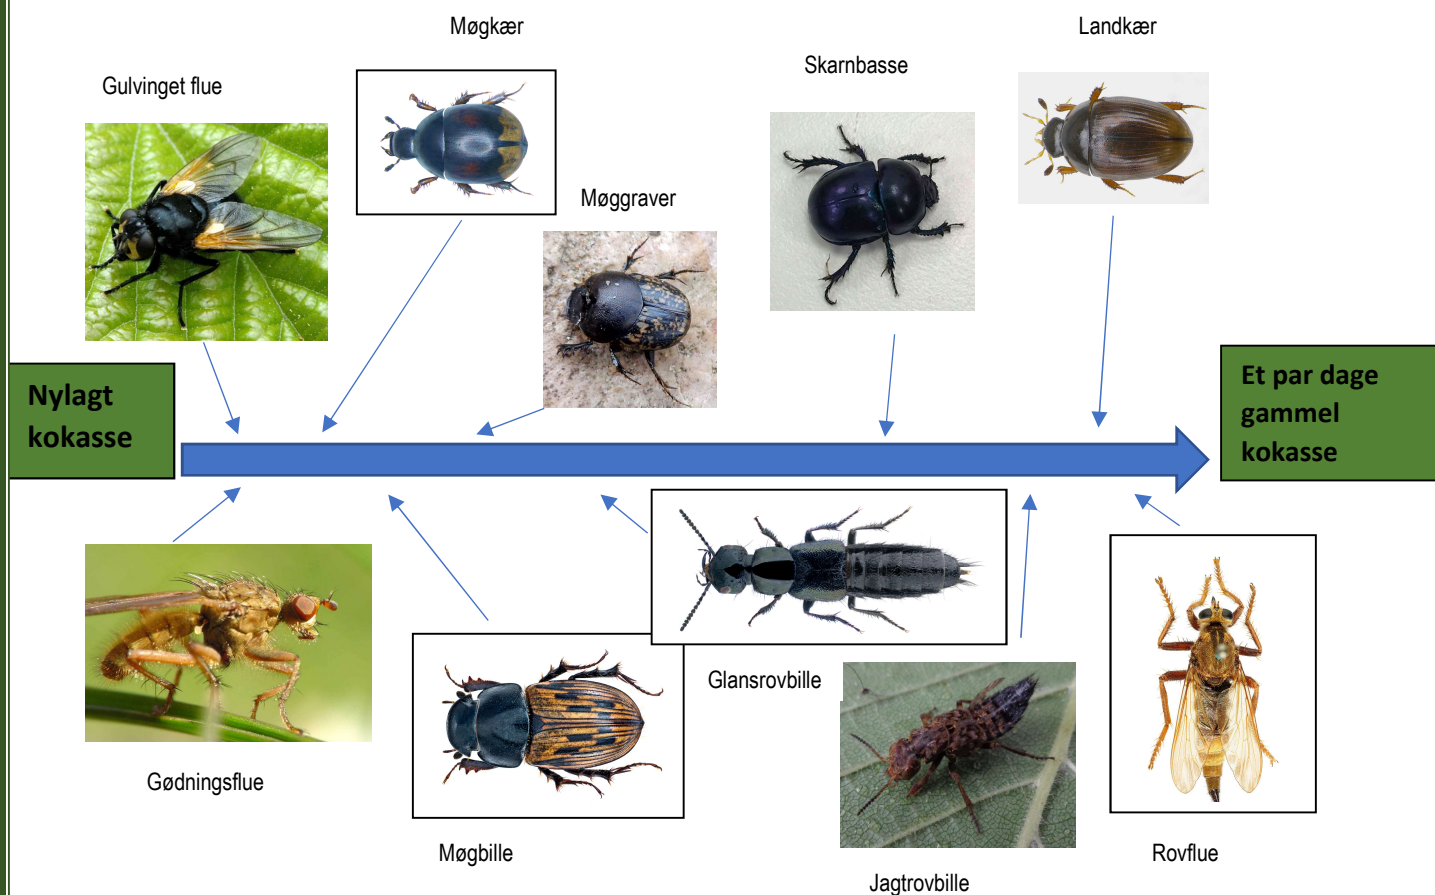 Møgkær
Landkær
Skarnbasse
Gulvinget flue
Møggraver
Nylagt
kokasse
Et par dage
gammel
kokasse
Glansrovbille
Gødningsflue
Møgbille
Rovflue
Jagtrovbille